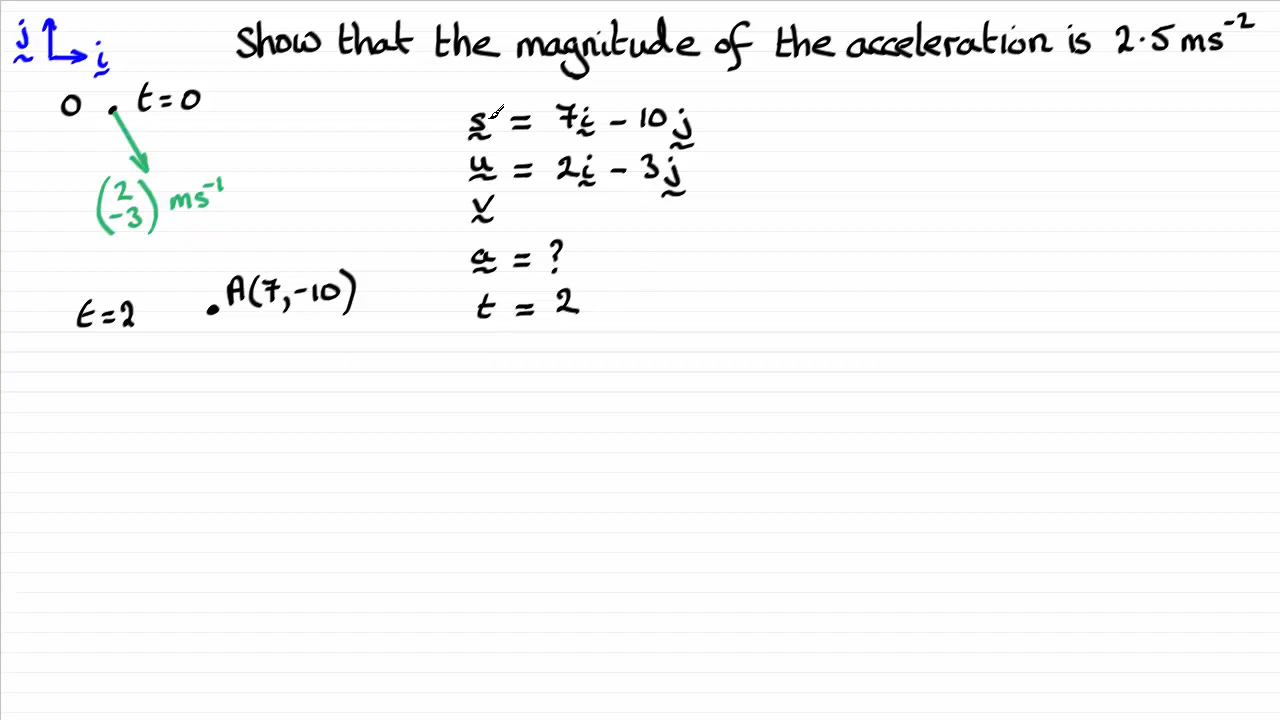 Show that the magnitude of the acceleration is 2.5 ms⁻²
j
i
O . t = 0
(2 -3) ms⁻¹
t = 2 . A(7, -10)
s = 7i - 10j
u = 2i - 3j
v
a = ?
t = 2